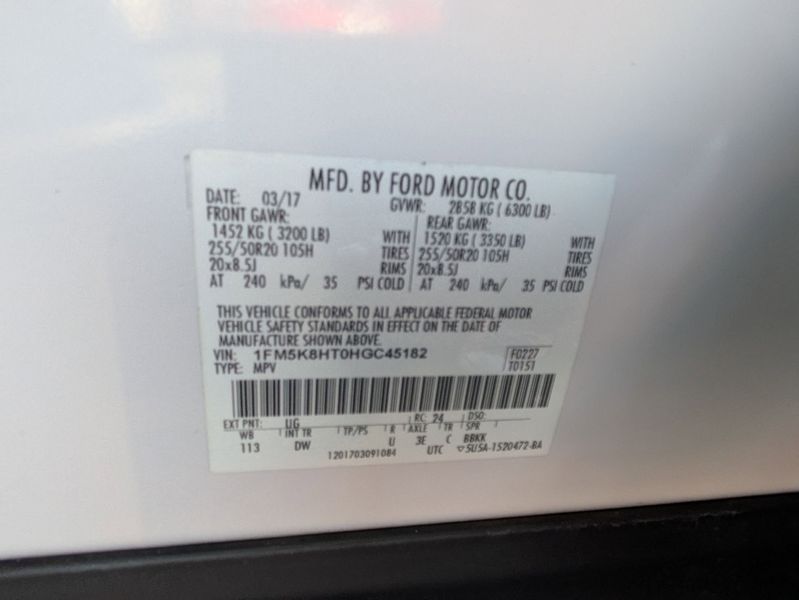 MFD. BY FORD MOTOR CO.
DATE: 03/17 GVWR: 2858 KG ( 6300 LB)
FRONT GAWR: REAR GAWR:
1452 KG ( 3200 LB) WITH 1520 KG ( 3350 LB) WITH
255/50R20 105H TIRES 255/50R20 105H TIRES
20x8.5J RIMS 20x8.5J RIMS
AT 240 kPa/ 35 PSI COLD AT 240 kPa/ 35 PSI COLD
THIS VEHICLE CONFORMS TO ALL APPLICABLE FEDERAL MOTOR
VEHICLE SAFETY STANDARDS IN EFFECT ON THE DATE OF
MANUFACTURE SHOWN ABOVE.
VIN: 1FM5K8HT0HGC45182 F0227
TYPE: MPV T0151
EXT PNT: UG RC: 24 DSO:
WB INT TR TP/PS R AXLE TR SPR
113 DW U 3E C BBKK
1201703091084 UTC ▽5U5A-1520472-BA